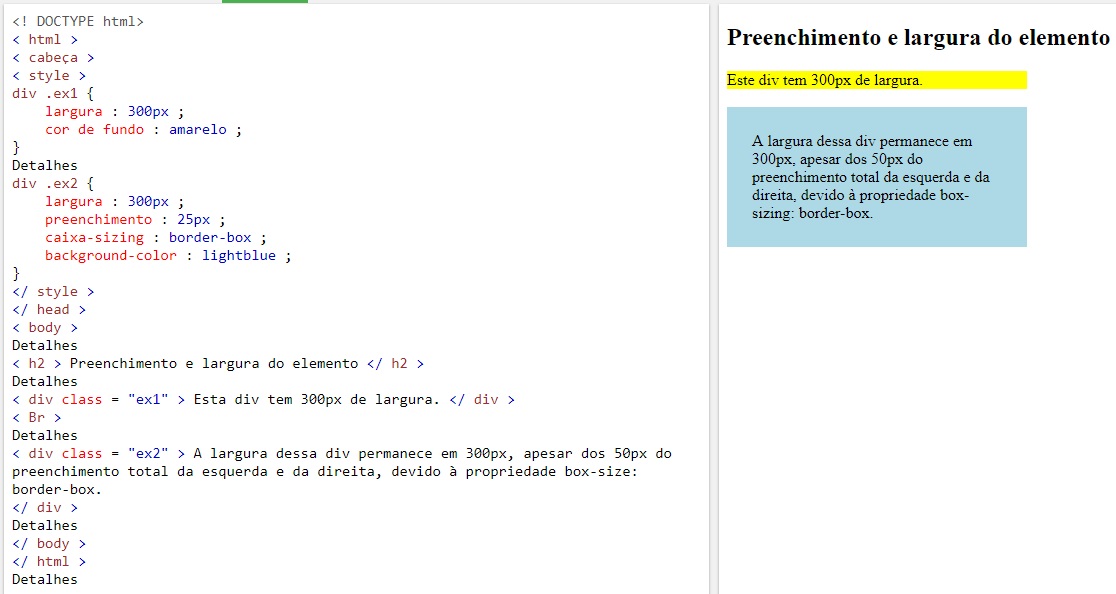 <! DOCTYPE html>
< html >
< cabeça >
< style >
div .ex1 {
    largura : 300px ;
    cor de fundo : amarelo ;
}
Detalhes
div .ex2 {
    largura : 300px ;
    preenchimento : 25px ;
    caixa-sizing : border-box ;
    background-color : lightblue ;
}
</ style >
</ head >
< body >
Detalhes
< h2 > Preenchimento e largura do elemento </ h2 >
Detalhes
< div class = "ex1" > Esta div tem 300px de largura. </ div >
< Br >
Detalhes
< div class = "ex2" > A largura dessa div permanece em 300px, apesar dos 50px do
preenchimento total da esquerda e da direita, devido à propriedade box-size:
border-box.
</ div >
Detalhes
</ body >
</ html >
Detalhes
Preenchimento e largura do elemento
Este div tem 300px de largura.
A largura dessa div permanece em
300px, apesar dos 50px do
preenchimento total da esquerda e da
direita, devido à propriedade box-
sizing: border-box.